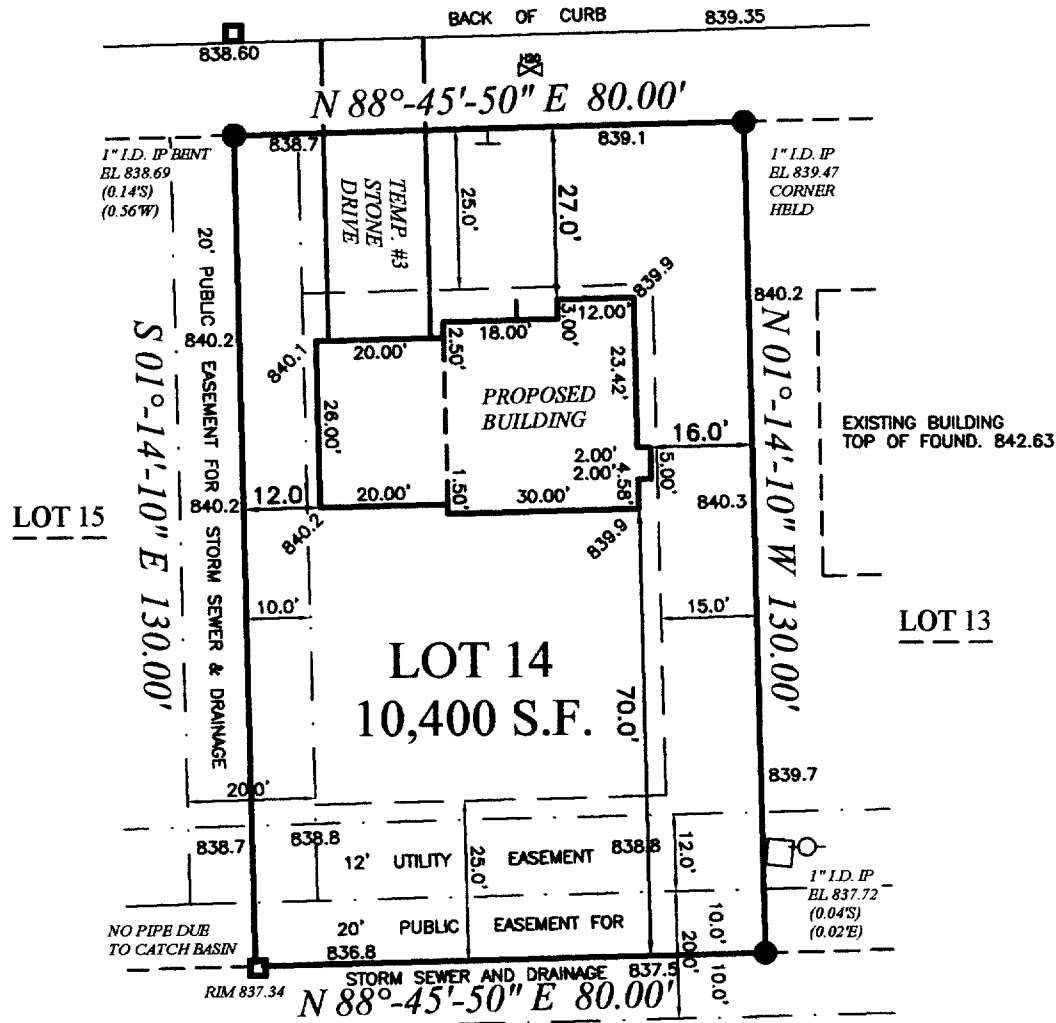 BACK OF CURB
839.35
838.60
N 88°-45'-50" E 80.00'
838.7
839.1
1" I.D. IP BENT
EL 838.69
(0.14'S)
(0.56'W)
1" I.D. IP
EL 839.47
CORNER
HELD
TEMP. #3
STONE
DRIVE
25.0'
27.0'
20' PUBLIC EASEMENT FOR STORM SEWER & DRAINAGE
S 01°-14'-10" E 130.00'
839.9
840.2
840.2
840.1
20.00'
2.50'
18.00'
3.00'
12.00'
23.42'
N 01°-14'-10" W 130.00'
26.00'
PROPOSED
BUILDING
EXISTING BUILDING
TOP OF FOUND. 842.63
16.0'
2.00'
2.00'
4.58'
5.00'
840.2
12.0
20.00'
1.50'
30.00'
840.3
840.2
839.9
LOT 15
10.0'
15.0'
LOT 13
LOT 14
10,400 S.F.
70.0'
839.7
20.0'
838.7
838.8
12' UTILITY EASEMENT
25.0'
838.8
12.0'
1" I.D. IP
EL 837.72
(0.04'S)
(0.02'E)
NO PIPE DUE
TO CATCH BASIN
20' PUBLIC EASEMENT FOR
10.0'
20.0'
10.0'
836.8
STORM SEWER AND DRAINAGE
837.5
RIM 837.34
N 88°-45'-50" E 80.00'